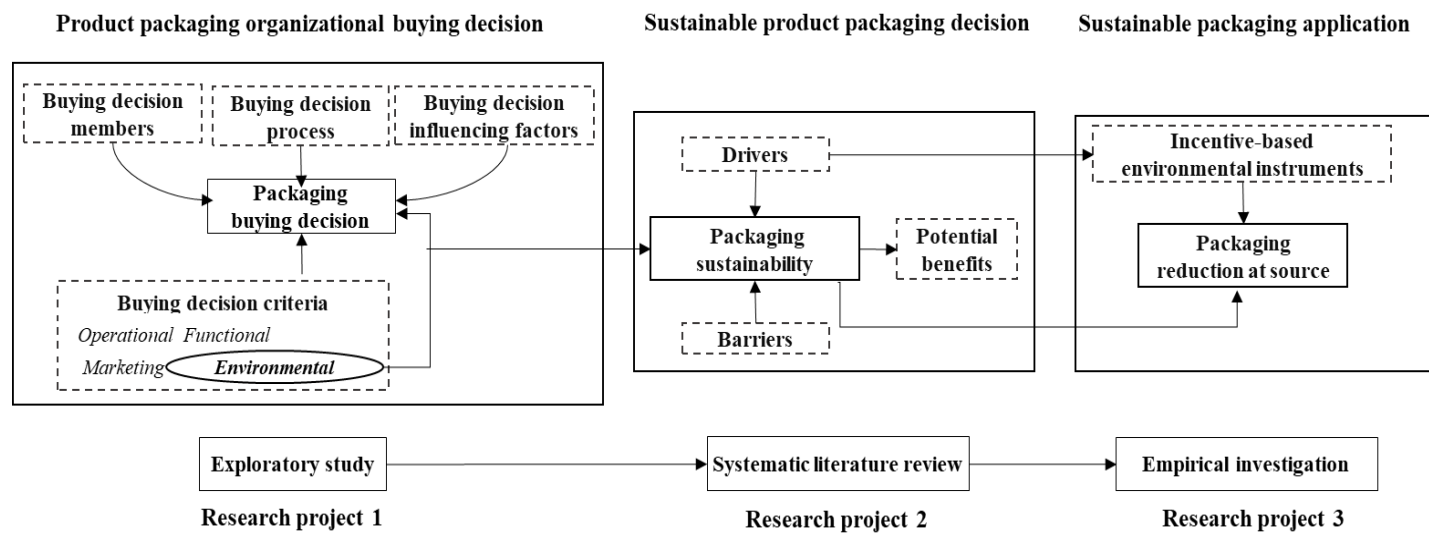 Product packaging organizational buying decision
Sustainable product packaging decision
Sustainable packaging application
Buying decision
members
Buying decision
process
Buying decision
influencing factors
Packaging
buying decision
Buying decision criteria
Operational Functional
Marketing Environmental
Drivers
Packaging
sustainability
Potential
benefits
Barriers
Incentive-based
environmental instruments
Packaging
reduction at source
Exploratory study
Systematic literature review
Empirical investigation
Research project 1
Research project 2
Research project 3